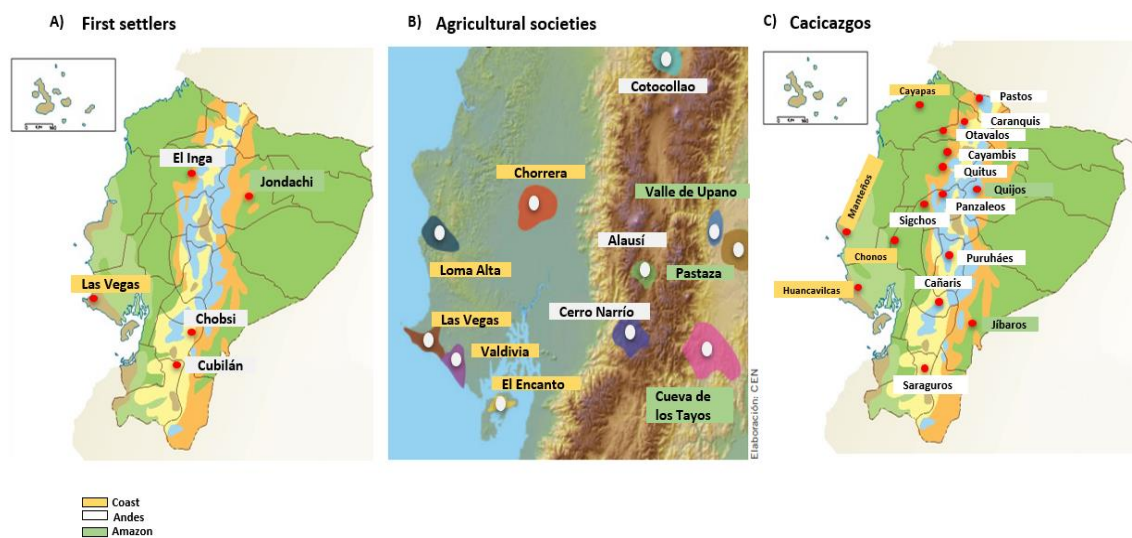 A) First settlers
El Inga
Jondachi
Las Vegas
Chobsi
Cubilán
B) Agricultural societies
Cotocollao
Chorrera
Valle de Upano
Alausí
Loma Alta
Pastaza
Las Vegas
Cerro Narrío
Valdivia
El Encanto
Cueva de
los Tayos
Elaboración: CEN
C) Cacicazgos
Cayapas
Pastos
Caranquis
Otavalos
Cayambis
Quitus
Quijos
Manteños
Panzaleos
Sigchos
Chonos
Puruháes
Huancavilcas
Cañaris
Jíbaros
Saraguros
Coast
Andes
Amazon